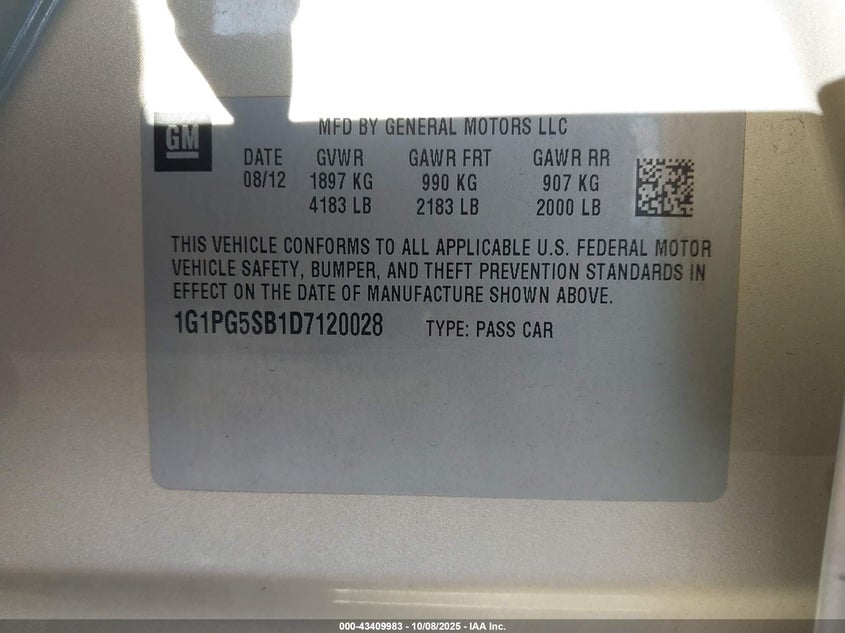 GM
MFD BY GENERAL MOTORS LLC
DATE GVWR GAWR FRT GAWR RR
08/12 1897 KG 990 KG 907 KG
4183 LB 2183 LB 2000 LB
THIS VEHICLE CONFORMS TO ALL APPLICABLE U.S. FEDERAL MOTOR
VEHICLE SAFETY, BUMPER, AND THEFT PREVENTION STANDARDS IN
EFFECT ON THE DATE OF MANUFACTURE SHOWN ABOVE.
1G1PG5SB1D7120028 TYPE: PASS CAR
000-43409983 - 10/08/2025 - IAA Inc.